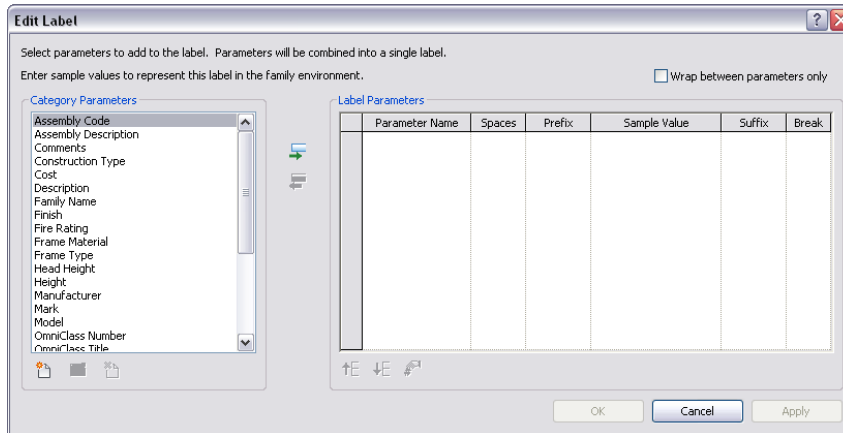 Edit Label
Select parameters to add to the label. Parameters will be combined into a single label.
Enter sample values to represent this label in the family environment.
Wrap between parameters only
Category Parameters
Assembly Code
Assembly Description
Comments
Construction Type
Cost
Description
Family Name
Finish
Fire Rating
Frame Material
Frame Type
Head Height
Height
Manufacturer
Mark
Model
OmniClass Number
OmniClass Title
Label Parameters
Parameter Name Spaces Prefix Sample Value Suffix Break
OK Cancel Apply